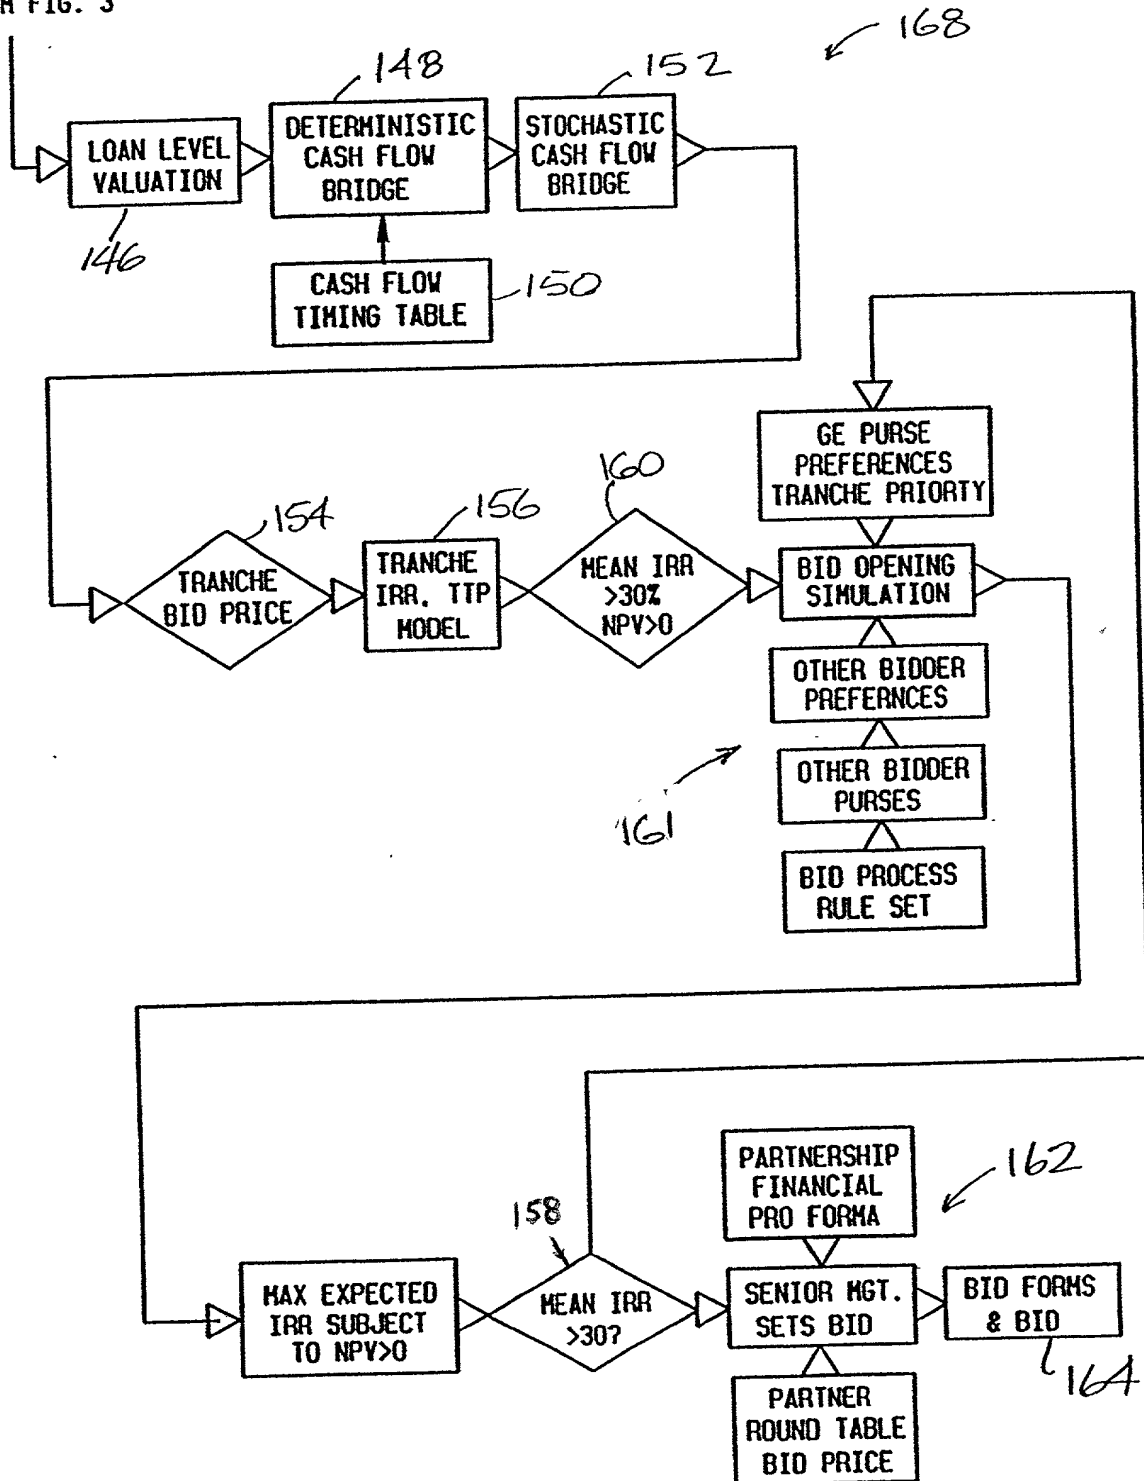 FIG. 3
168
148
152
LOAN LEVEL
VALUATION
DETERMINISTIC
CASH FLOW
BRIDGE
STOCHASTIC
CASH FLOW
BRIDGE
146
CASH FLOW
TIMING TABLE
150
GE PURSE
PREFERENCES
TRANCHE PRIORTY
154
156
160
TRANCHE
BID PRICE
TRANCHE
IRR. TTP
MODEL
MEAN IRR
>30%
NPV>0
BID OPENING
SIMULATION
OTHER BIDDER
PREFERNCES
OTHER BIDDER
PURSES
161
BID PROCESS
RULE SET
PARTNERSHIP
FINANCIAL
PRO FORMA
162
158
MAX EXPECTED
IRR SUBJECT
TO NPV>0
MEAN IRR
>30?
SENIOR MGT.
SETS BID
BID FORMS
& BID
164
PARTNER
ROUND TABLE
BID PRICE